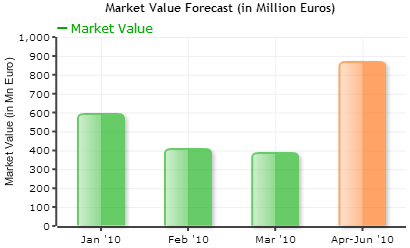 Market Value Forecast (in Million Euros)
Market Value
Market Value (in Mn Euro)
1,000
900
800
700
600
500
400
300
200
100
0
Jan '10
Feb '10
Mar '10
Apr-Jun '10